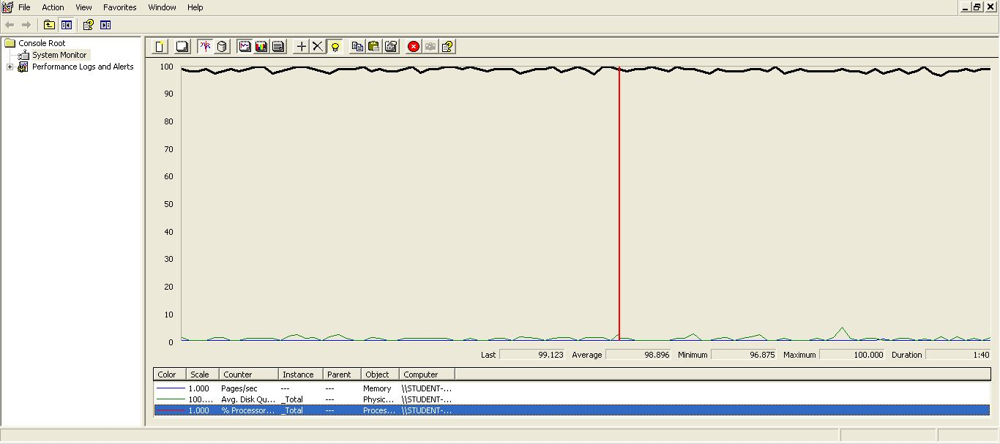 File Action View Favorites Window Help
Console Root
System Monitor
Performance Logs and Alerts
100
90
80
70
60
50
40
30
20
10
0
Last 99.123 Average 98.896 Minimum 96.875 Maximum 100.000 Duration 1:40
Color Scale Counter Instance Parent Object Computer
1.000 Pages/sec --- --- Memory \\STUDENT-...
100.... Avg. Disk Qu... _Total --- Physic... \\STUDENT-...
1.000 % Processor... _Total --- Proces... \\STUDENT-...